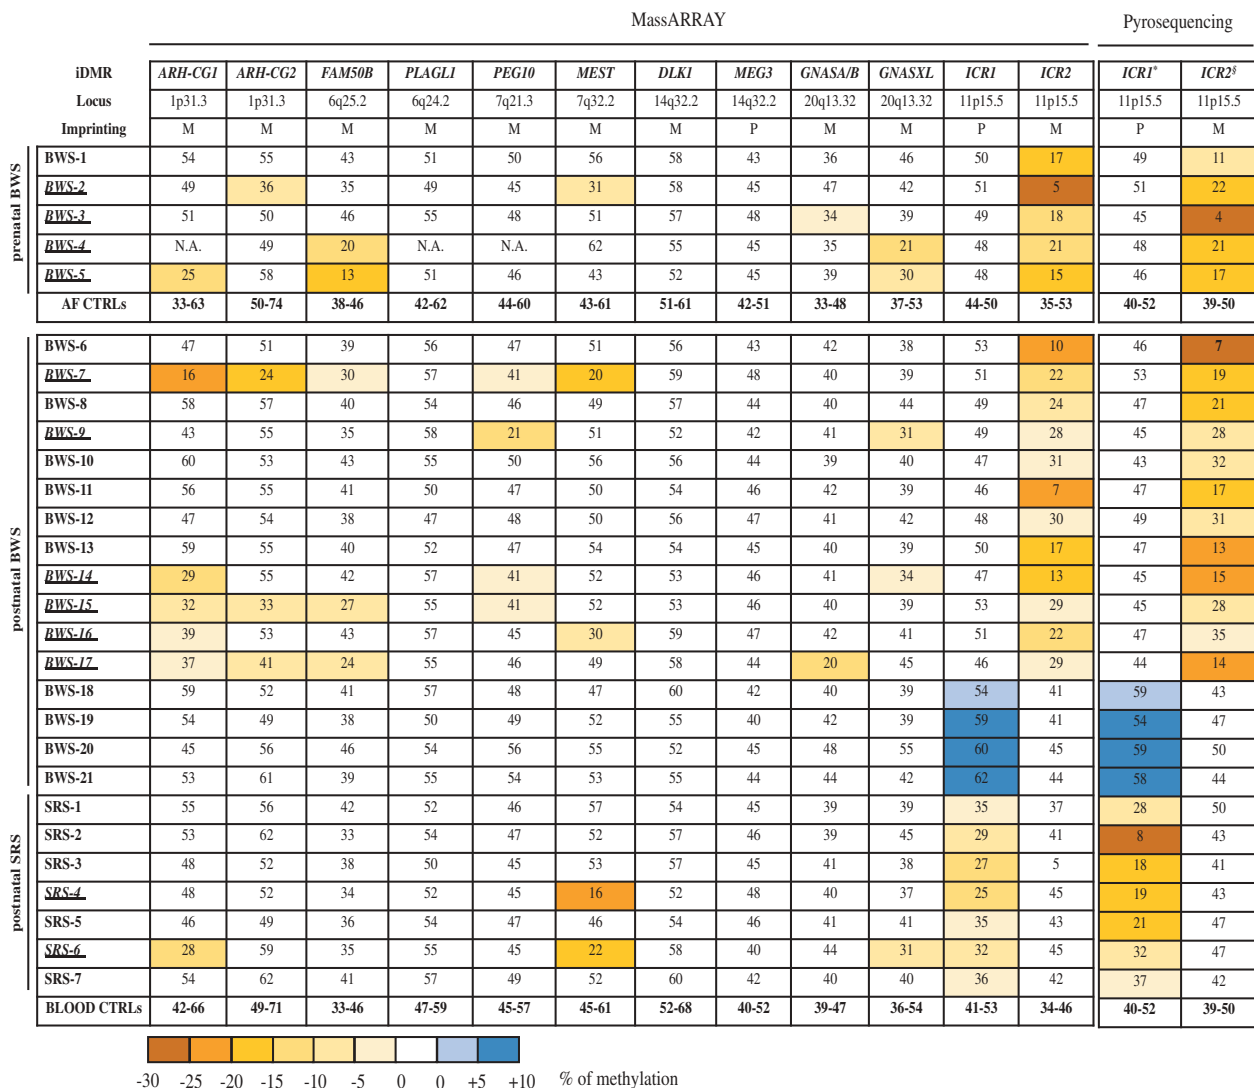 MassARRAY Pyrosequencing
iDMR ARH-CG1 ARH-CG2 FAM50B PLAGL1 PEG10 MEST DLK1 MEG3 GNASA/B GNASXL ICR1 ICR2 ICR1* ICR2§
Locus 1p31.3 1p31.3 6q25.2 6q24.2 7q21.3 7q32.2 14q32.2 14q32.2 20q13.32 20q13.32 11p15.5 11p15.5 11p15.5 11p15.5
Imprinting M M M M M M M P M M P M P M
prenatal BWS
BWS-1 54 55 43 51 50 56 58 43 36 46 50 17 49 11
BWS-2 49 36 35 49 45 31 58 45 47 42 51 5 51 22
BWS-3 51 50 46 55 48 51 57 48 34 39 49 18 45 4
BWS-4 N.A. 49 20 N.A. N.A. 62 55 45 35 21 48 21 48 21
BWS-5 25 58 13 51 46 43 52 45 39 30 48 15 46 17
AF CTRLs 33-63 50-74 38-46 42-62 44-60 43-61 51-61 42-51 33-48 37-53 44-50 35-53 40-52 39-50
postnatal BWS
BWS-6 47 51 39 56 47 51 56 43 42 38 53 10 46 7
BWS-7 16 24 30 57 41 20 59 48 40 39 51 22 53 19
BWS-8 58 57 40 54 46 49 57 44 40 44 49 24 47 21
BWS-9 43 55 35 58 21 51 52 42 41 31 49 28 45 28
BWS-10 60 53 43 55 50 56 56 44 39 40 47 31 43 32
BWS-11 56 55 41 50 47 50 54 46 42 39 46 7 47 17
BWS-12 47 54 38 47 48 50 56 47 41 42 48 30 49 31
BWS-13 59 55 40 52 47 54 54 45 40 39 50 17 47 13
BWS-14 29 55 42 57 41 52 53 46 41 34 47 13 45 15
BWS-15 32 33 27 55 41 52 53 46 40 39 53 29 45 28
BWS-16 39 53 43 57 45 30 59 47 42 41 51 22 47 35
BWS-17 37 41 24 55 46 49 58 44 20 45 46 29 44 14
BWS-18 59 52 41 57 48 47 60 42 40 39 54 41 59 43
BWS-19 54 49 38 50 49 52 55 40 42 39 59 41 54 47
BWS-20 45 56 46 54 56 55 52 45 48 55 60 45 59 50
BWS-21 53 61 39 55 54 53 55 44 44 42 62 44 58 44
postnatal SRS
SRS-1 55 56 42 52 46 57 54 45 39 39 35 37 28 50
SRS-2 53 62 33 54 47 52 57 46 39 45 29 41 8 43
SRS-3 48 52 38 50 45 53 57 45 41 38 27 5 18 41
SRS-4 48 52 34 52 45 16 52 48 40 37 25 45 19 43
SRS-5 46 49 36 54 47 46 54 46 41 41 35 43 21 47
SRS-6 28 59 35 55 45 22 58 40 44 31 32 45 32 47
SRS-7 54 62 41 57 49 52 60 42 40 40 36 42 37 42
BLOOD CTRLs 42-66 49-71 33-46 47-59 45-57 45-61 52-68 40-52 39-47 36-54 41-53 34-46 40-52 39-50
-30 -25 -20 -15 -10 -5 0 0 +5 +10 % of methylation